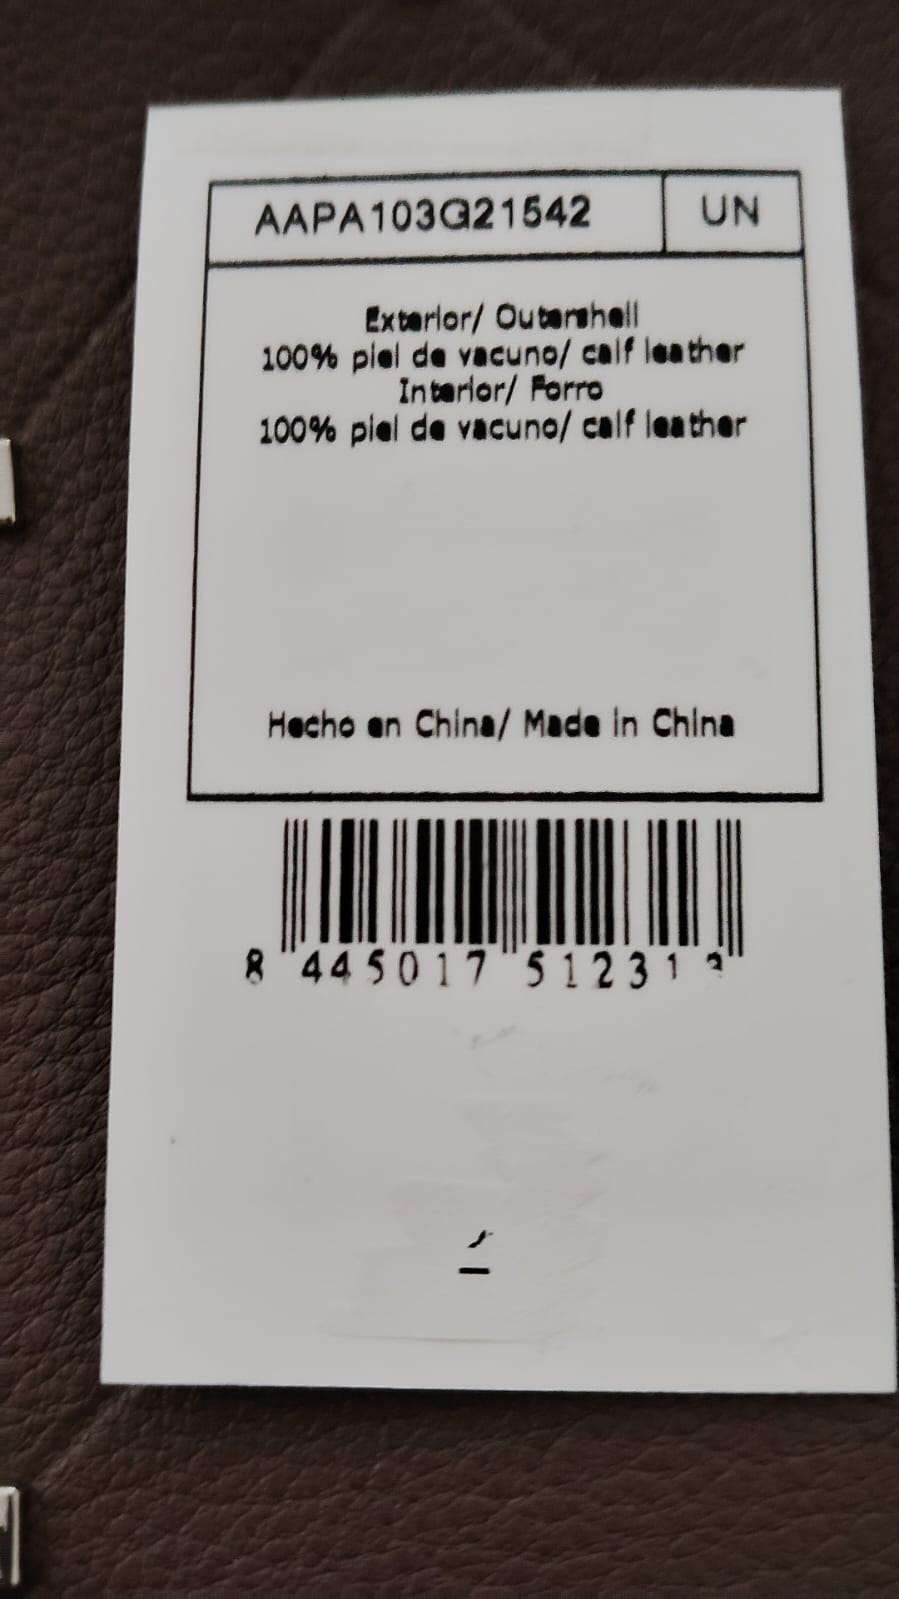 AAPA103G21542 UN
Exterior/ Outershell
100% piel de vacuno/ calf leather
Interior/ Forro
100% piel de vacuno/ calf leather
Hecho en China/ Made in China
8 445017 512313